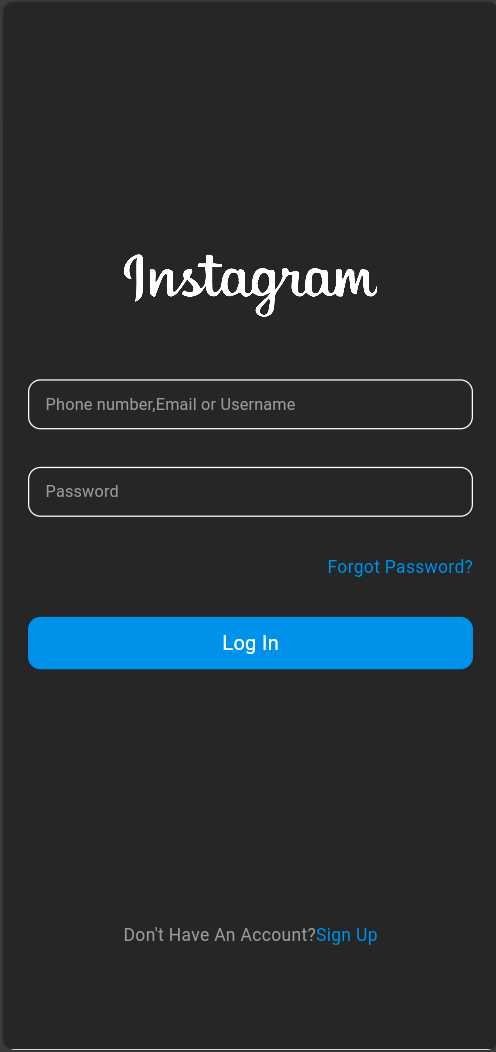 Instagram
Phone number,Email or Username
Password
Forgot Password?
Log In
Don't Have An Account?Sign Up